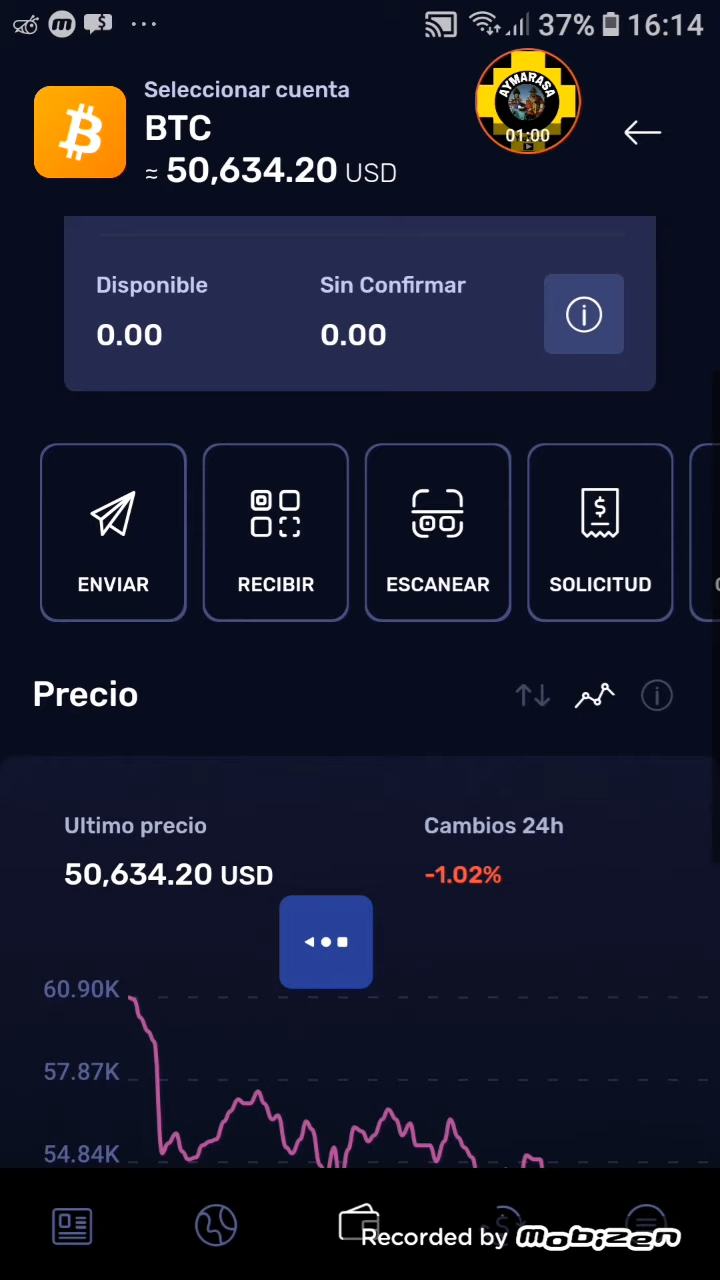 37% 16:14
Seleccionar cuenta
BTC
≈ 50,634.20 USD
AYMARASA
01:00
Disponible
Sin Confirmar
0.00
0.00
ENVIAR
RECIBIR
ESCANEAR
SOLICITUD
Precio
Ultimo precio
Cambios 24h
50,634.20 USD
-1.02%
60.90K
57.87K
54.84K
Recorded by mobizen